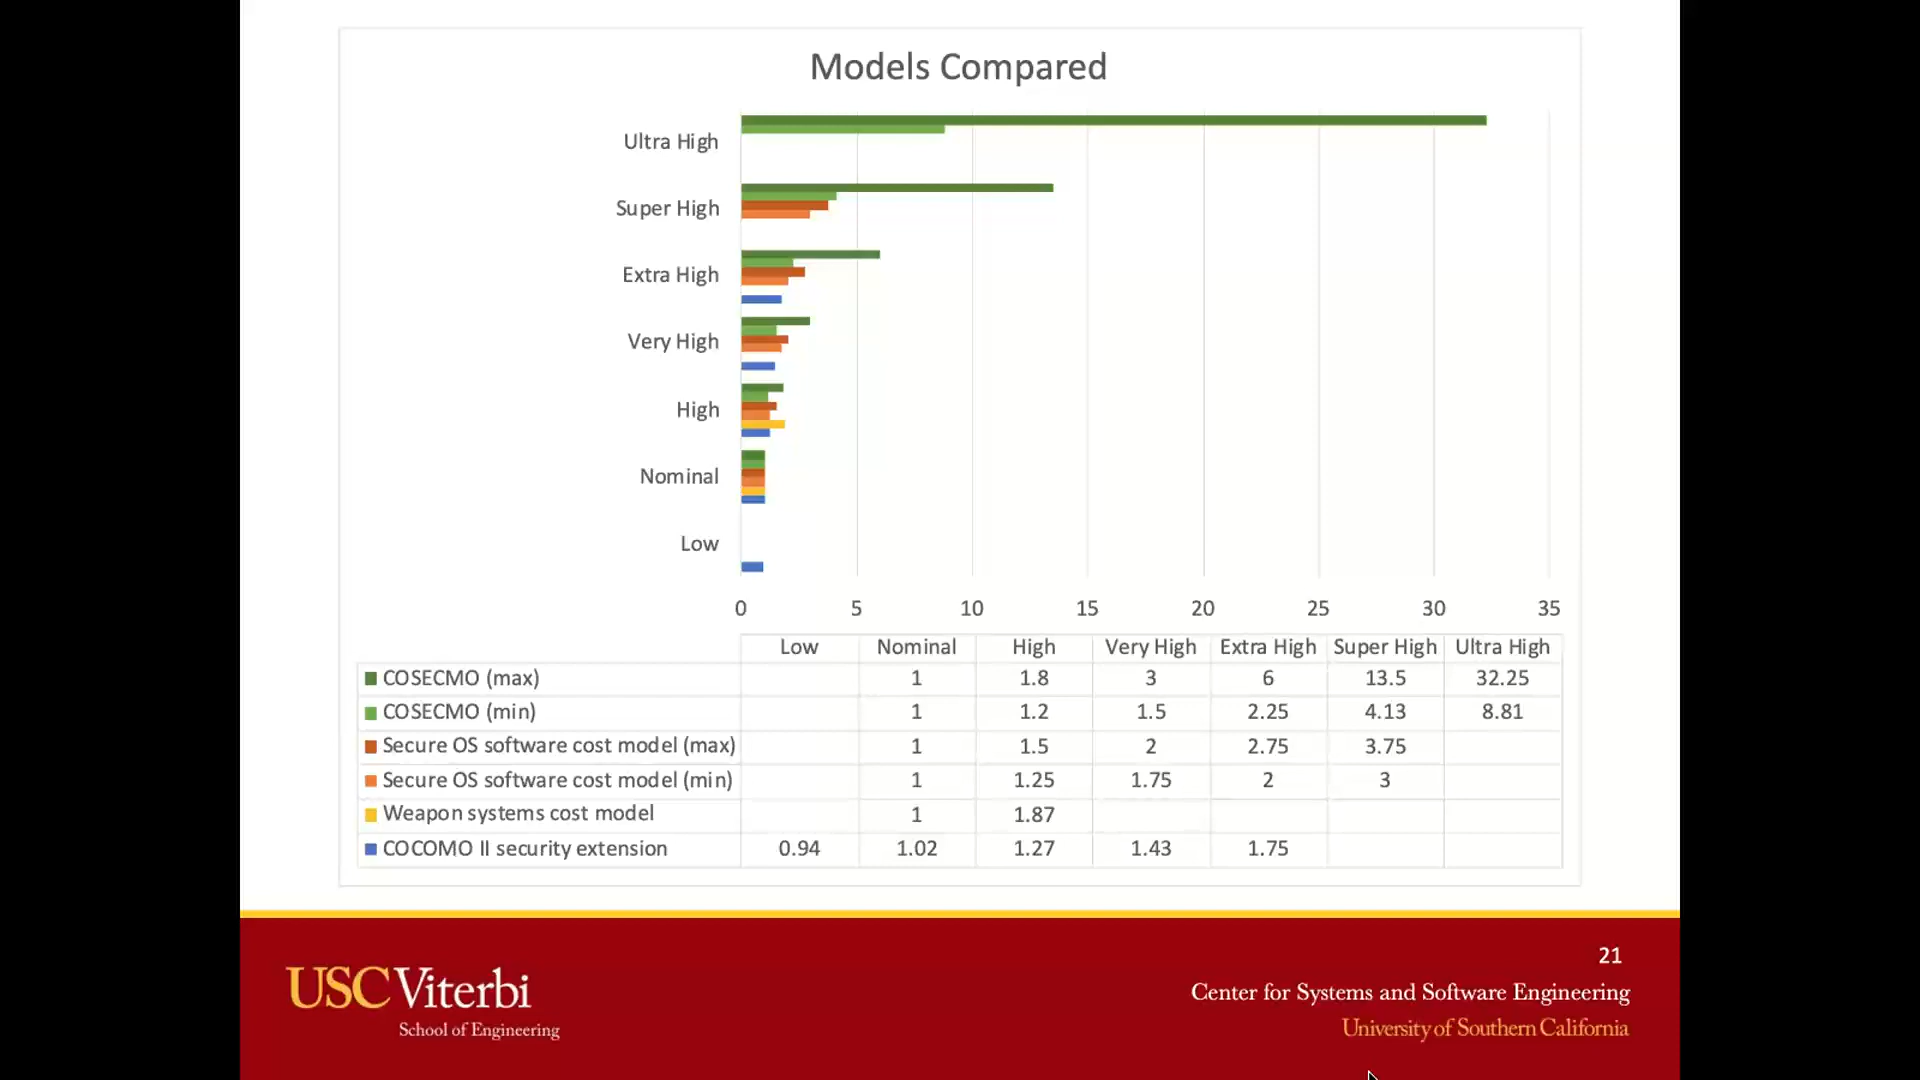 Models Compared
Ultra High
Super High
Extra High
Very High
High
Nominal
Low
0 5 10 15 20 25 30 35
Low Nominal High Very High Extra High Super High Ultra High
COSECMO (max) 1 1.8 3 6 13.5 32.25
COSECMO (min) 1 1.2 1.5 2.25 4.13 8.81
Secure OS software cost model (max) 1 1.5 2 2.75 3.75
Secure OS software cost model (min) 1 1.25 1.75 2 3
Weapon systems cost model 1 1.87
COCOMO II security extension 0.94 1.02 1.27 1.43 1.75
21
USC Viterbi
School of Engineering
Center for Systems and Software Engineering
University of Southern California